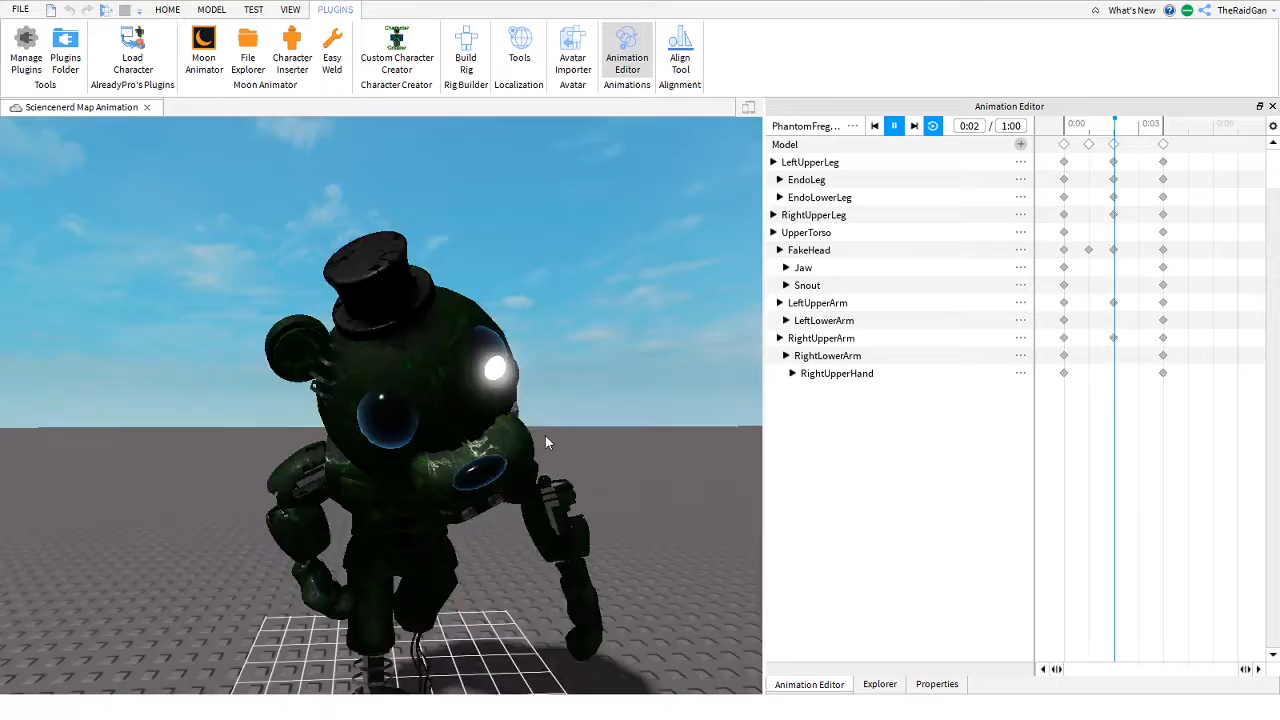 FILE HOME MODEL TEST VIEW PLUGINS What's New TheRaidGan
Manage Plugins
Plugins Folder
Tools
Load Character
AlreadyPro's Plugins
Moon Animator
File Explorer
Character Inserter
Easy Weld
Moon Animator
Character Creator
Custom Character Creator
Character Creator
Build Rig
Rig Builder
Tools
Localization
Avatar Importer
Avatar
Animation Editor
Animations
Align Tool
Alignment
Sciencenerd Map Animation
Animation Editor
PhantomFreg... 0:02 / 1:00 0:00 0:03 0:06
Model
LeftUpperLeg
EndoLeg
EndoLowerLeg
RightUpperLeg
UpperTorso
FakeHead
Jaw
Snout
LeftUpperArm
LeftLowerArm
RightUpperArm
RightLowerArm
RightUpperHand
Animation Editor Explorer Properties